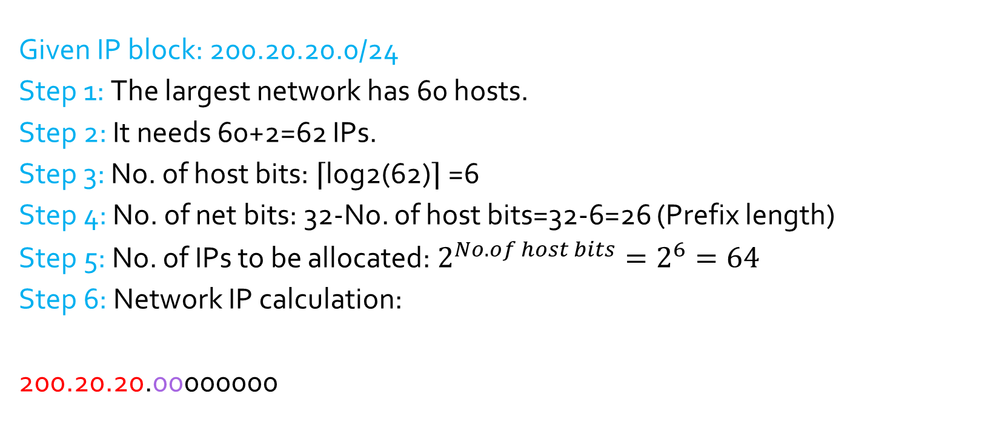 Given IP block: 200.20.20.0/24
Step 1: The largest network has 60 hosts.
Step 2: It needs 60+2=62 IPs.
Step 3: No. of host bits: ⌈log2(62)⌉ =6
Step 4: No. of net bits: 32-No. of host bits=32-6=26 (Prefix length)
Step 5: No. of IPs to be allocated: 2^{No.of host bits} = 2^6 = 64
Step 6: Network IP calculation:
200.20.20.00000000